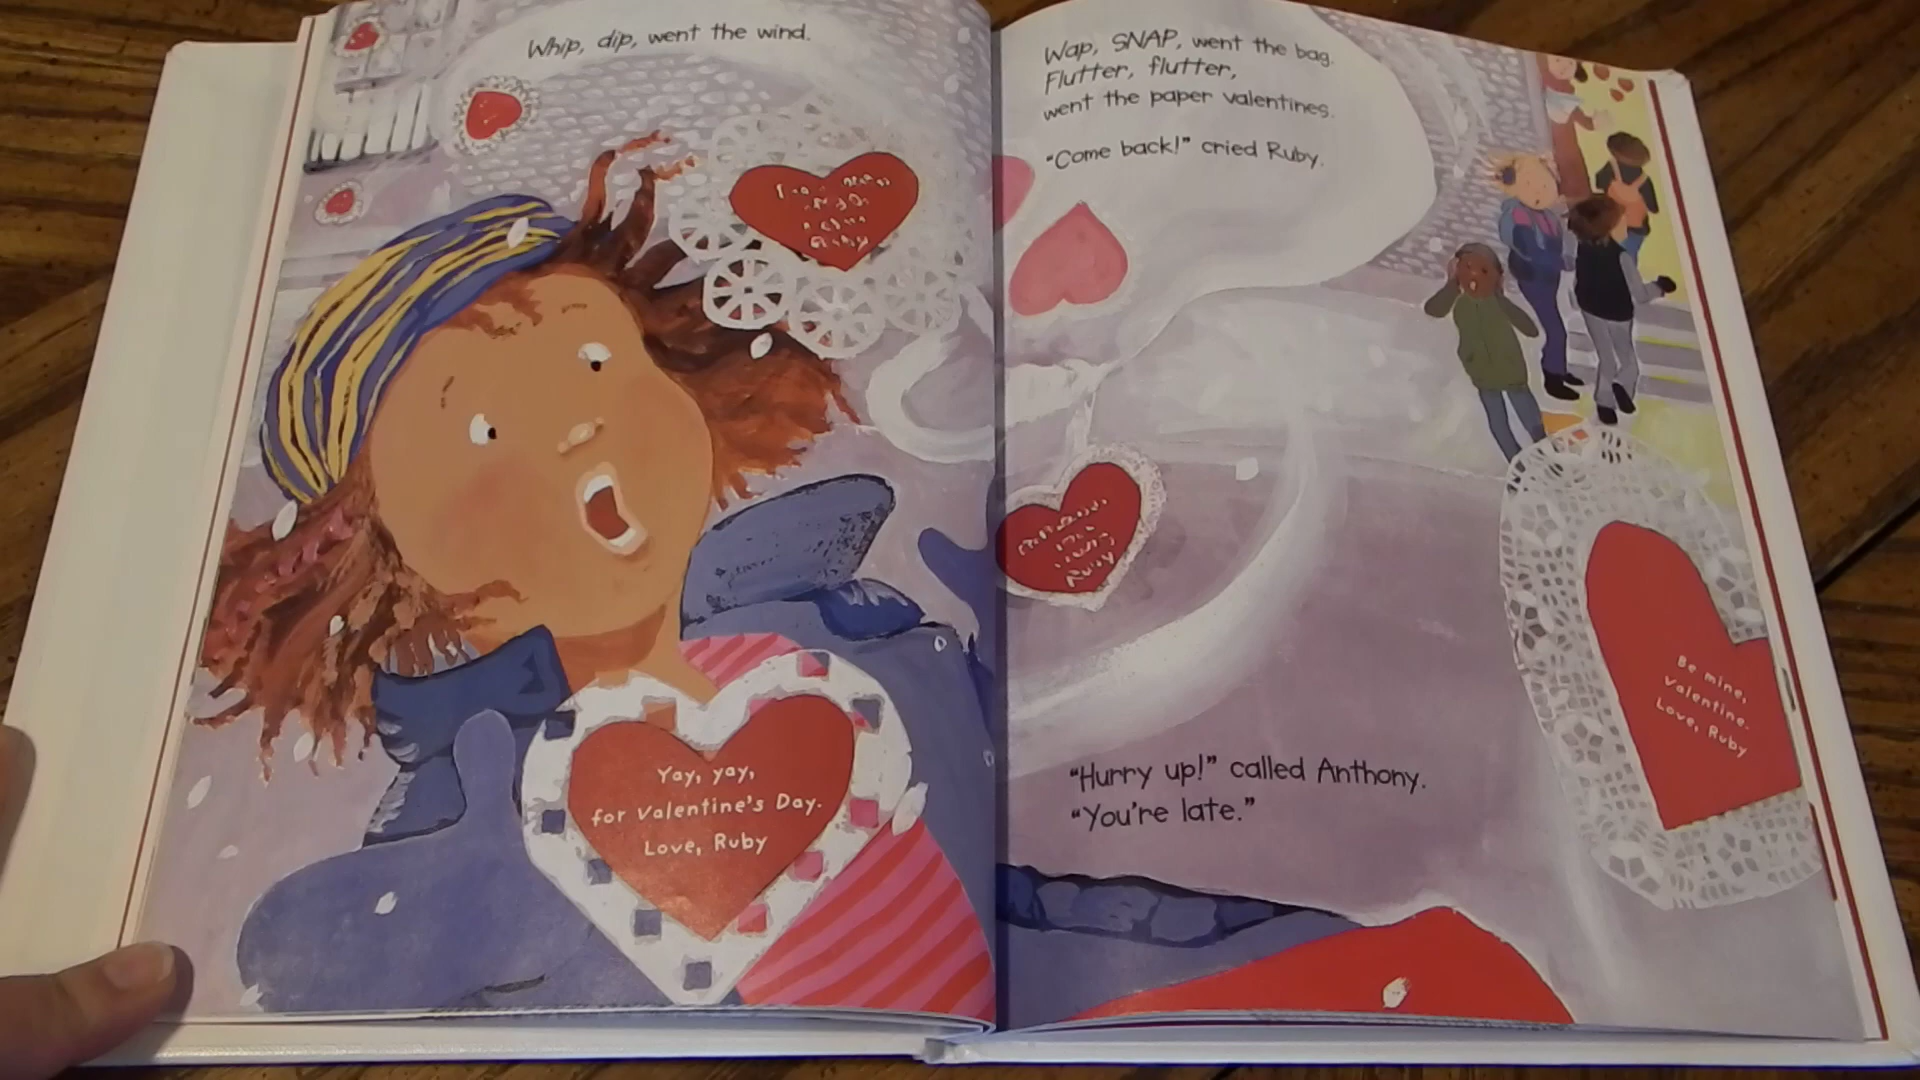 Whip, dip, went the wind.
Yay, yay,
for Valentine's Day.
Love, Ruby
Wap, SNAP, went the bag.
Flutter, flutter,
went the paper valentines.
"Come back!" cried Ruby.
Ruby
"Hurry up!" called Anthony.
"You're late."
Be mine,
Valentine.
Love, Ruby